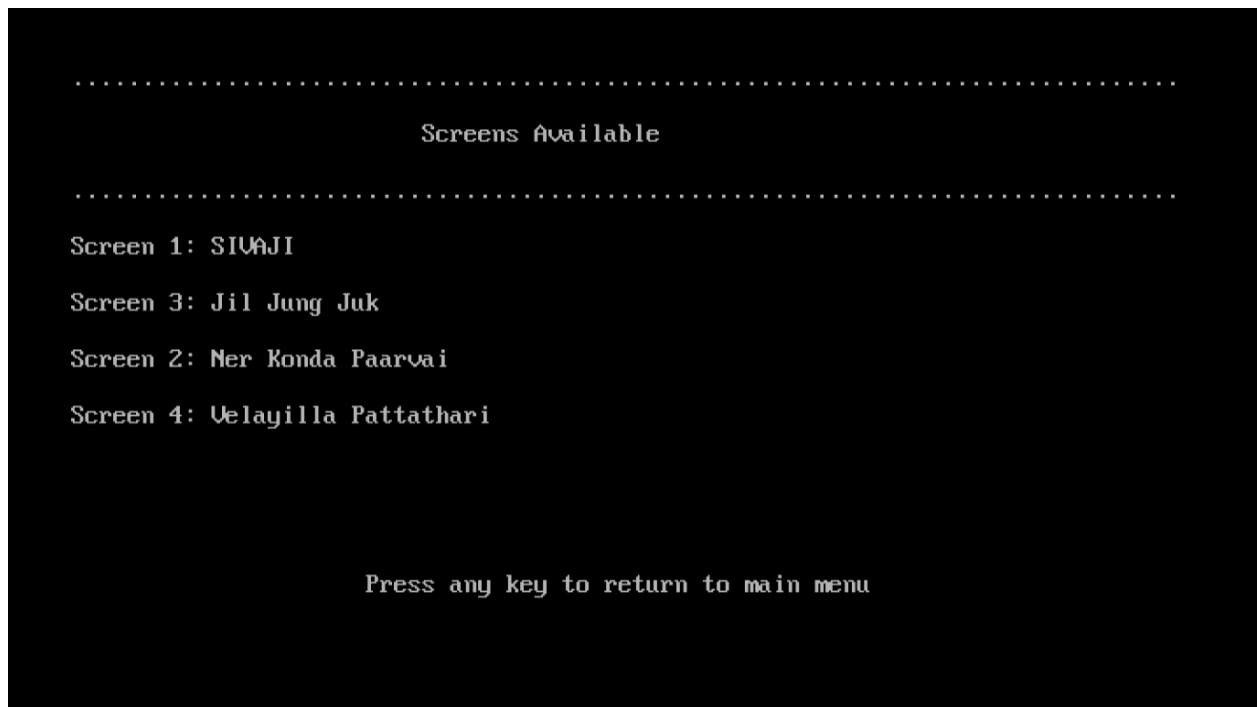 Screens Available
Screen 1: SIVAJI
Screen 3: Jil Jung Juk
Screen 2: Ner Konda Paarvai
Screen 4: Velayilla Pattathari
Press any key to return to main menu